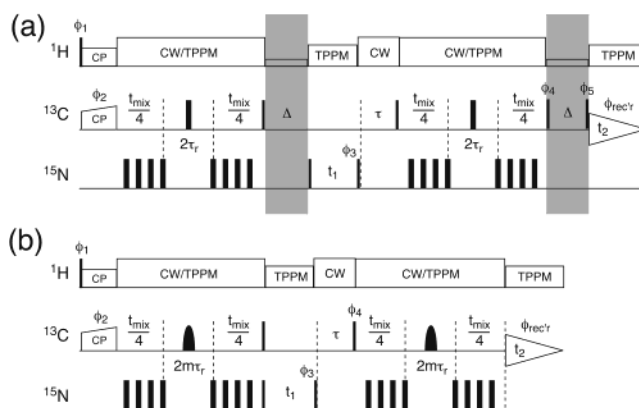 (a)
ϕ1
1H CP CW/TPPM TPPM CW CW/TPPM TPPM
ϕ2 ϕ4 ϕ5 ϕrec'r
13C CP tmix/4 tmix/4 Δ τ tmix/4 tmix/4 Δ t2
2τr 2τr
15N t1 ϕ3
(b)
ϕ1
1H CP CW/TPPM TPPM CW CW/TPPM TPPM
ϕ2 ϕ4 ϕrec'r
13C CP tmix/4 tmix/4 τ tmix/4 tmix/4 t2
2mτr 2mτr
15N t1 ϕ3